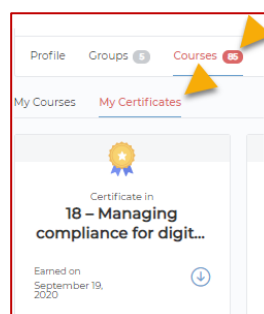 Profile Groups 5 Courses 85
My Courses My Certificates
Certificate in
18 – Managing
compliance for digit...
Earned on
September 19,
2020